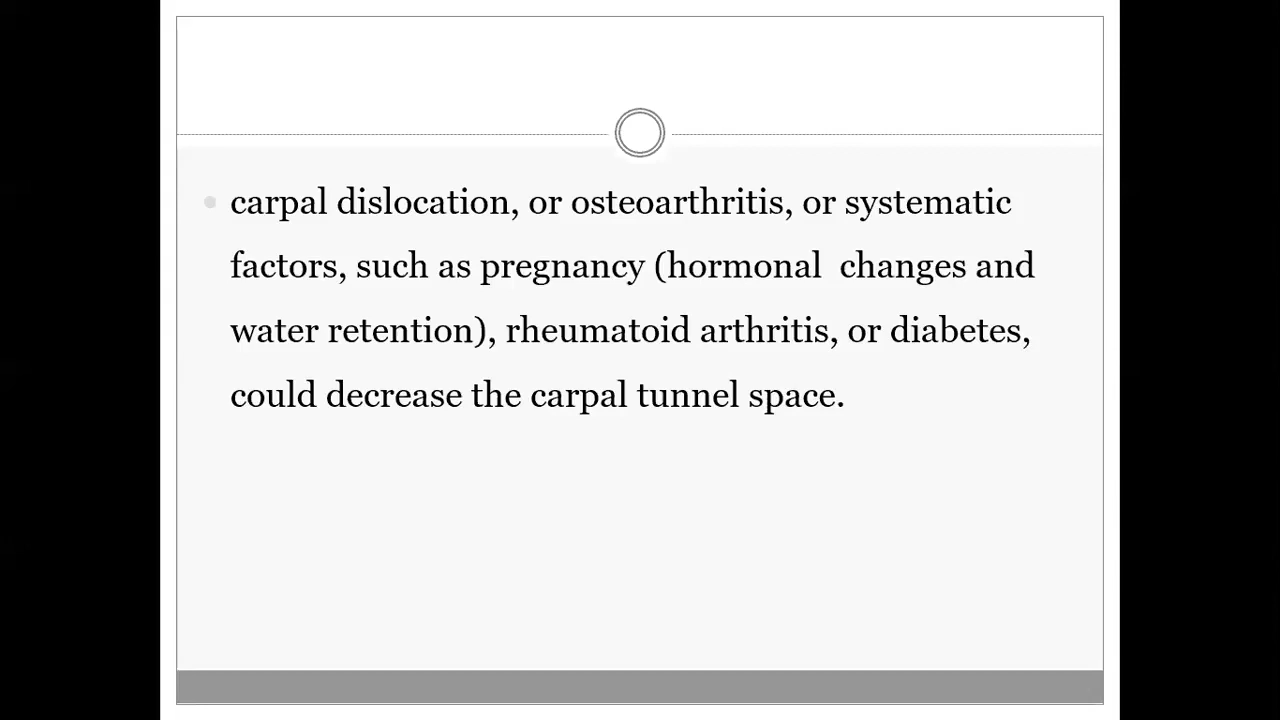 carpal dislocation, or osteoarthritis, or systematic
factors, such as pregnancy (hormonal  changes and
water retention), rheumatoid arthritis, or diabetes,
could decrease the carpal tunnel space.